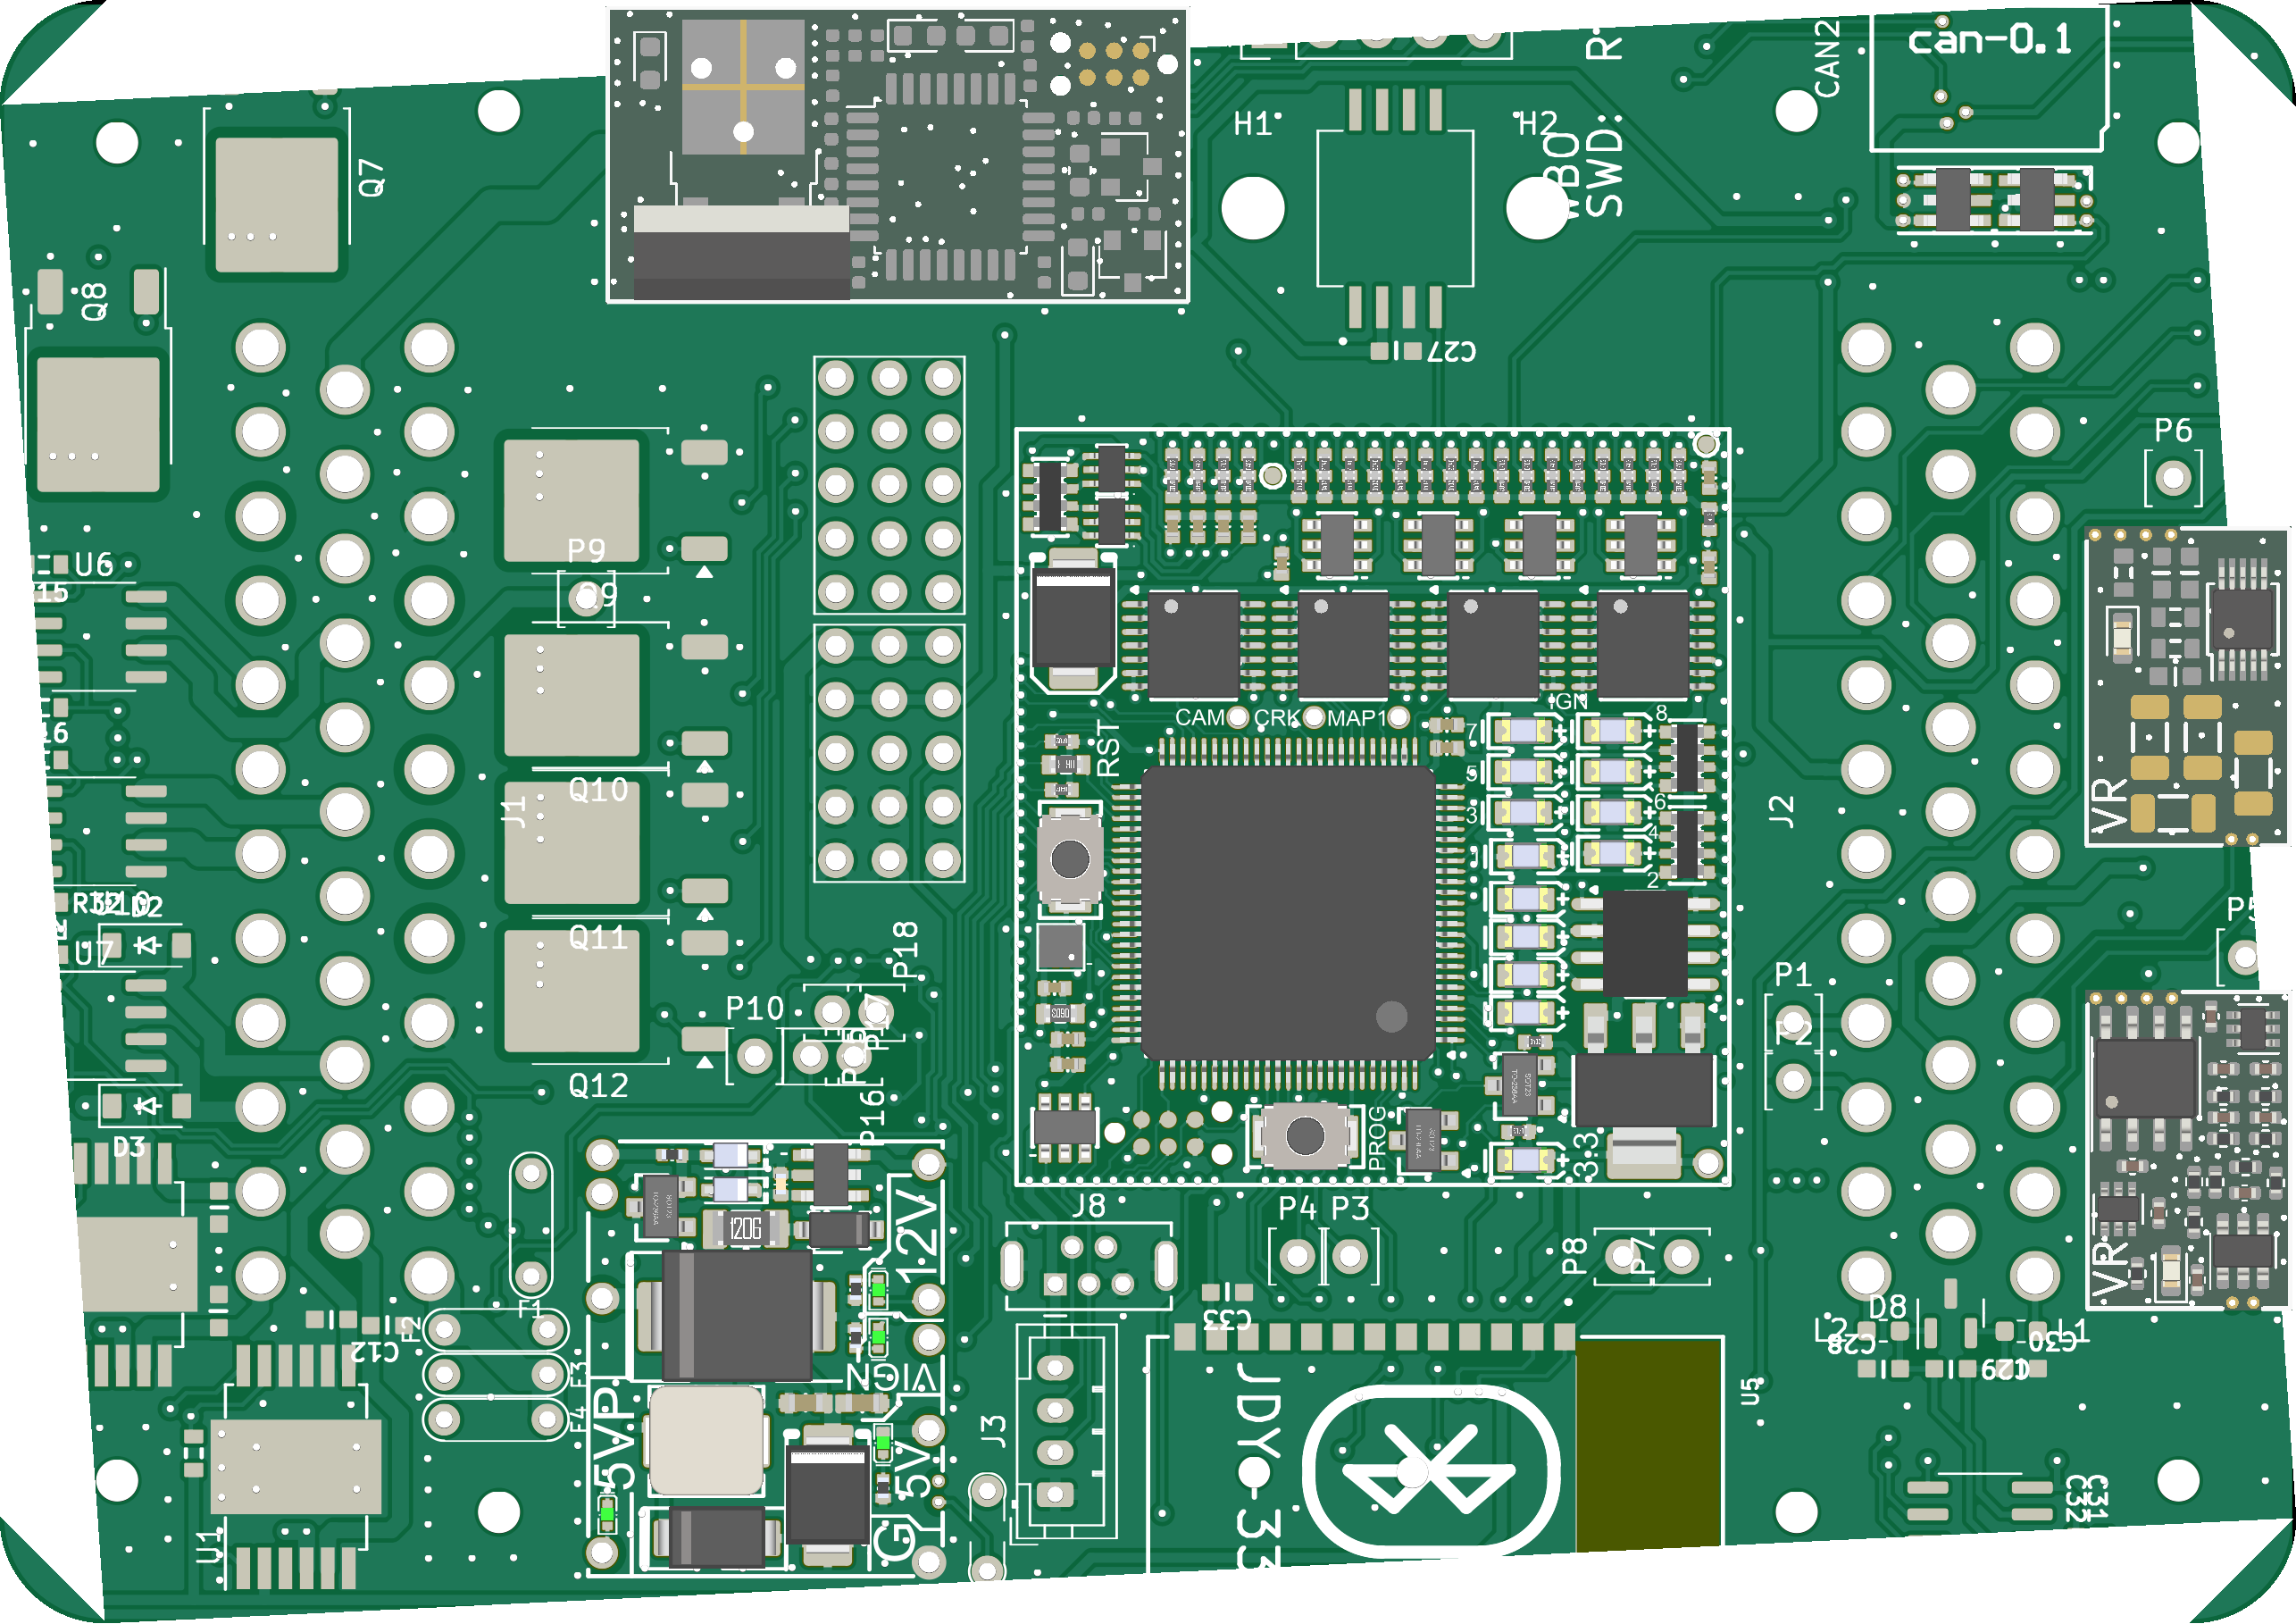 can-0.1
CAN2
R:
H1
H2
WBO
SWD:
Q7
Q8
C27
P6
P9
U6
15
Q9
CAM
CRK
MAP1
IGN
8
7
RST
5
6
3
4
2
16
Q10
J1
J2
VR
Q11
D2
U7
P5
P18
P10
P1
P2
Q12
P16
D3
PROG
3.3
12V
1206
J8
P4
P3
P8
P7
VR
C33
F1
F2
F3
F4
C12
VIGN
5VP
5V
G
J3
JDY-33
U5
D8
L2
L1
C28
C30
C29
C31
C32
U1